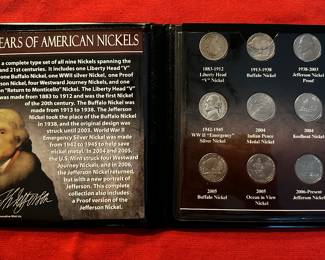 EARS OF AMERICAN NICKELS
a complete type set of all nine Nickels spanning the
and 21st centuries. It includes one Liberty Head "V"
one Buffalo Nickel, one WWII silver Nickel, one Proof
rson Nickel, four Westward Journey Nickels, and one
on "Return to Monticello" Nickel. The Liberty Head "V"
was made from 1883 to 1912 and was the first Nickel
of the 20th century. The Buffalo Nickel was
made from 1913 to 1938. The Jefferson
Nickel took the place of the Buffalo Nickel
in 1938, and the original design was
struck until 2003. World War II
Emergency Silver Nickel was made
from 1942 to 1945 to help save
nickel metal. In 2004 and 2005,
the U.S. Mint struck four Westward
Journey Nickels, and in 2006,
the Jefferson Nickel returned,
but with a new portrait of
Jefferson. This complete
collection also includes
a Proof version of the
Jefferson Nickel.
Th Jefferson
1883-1912
Liberty Head
"V" Nickel
1913-1938
Buffalo Nickel
1938-2003
Jefferson Nickel
Proof
1942-1945
WW II "Emergency"
Silver Nickel
2004
Indian Peace
Medal Nickel
2004
Keelboat Nickel
2005
Buffalo Nickel
2005
Ocean in View
Nickel
2006-Present
Jefferson Nickel